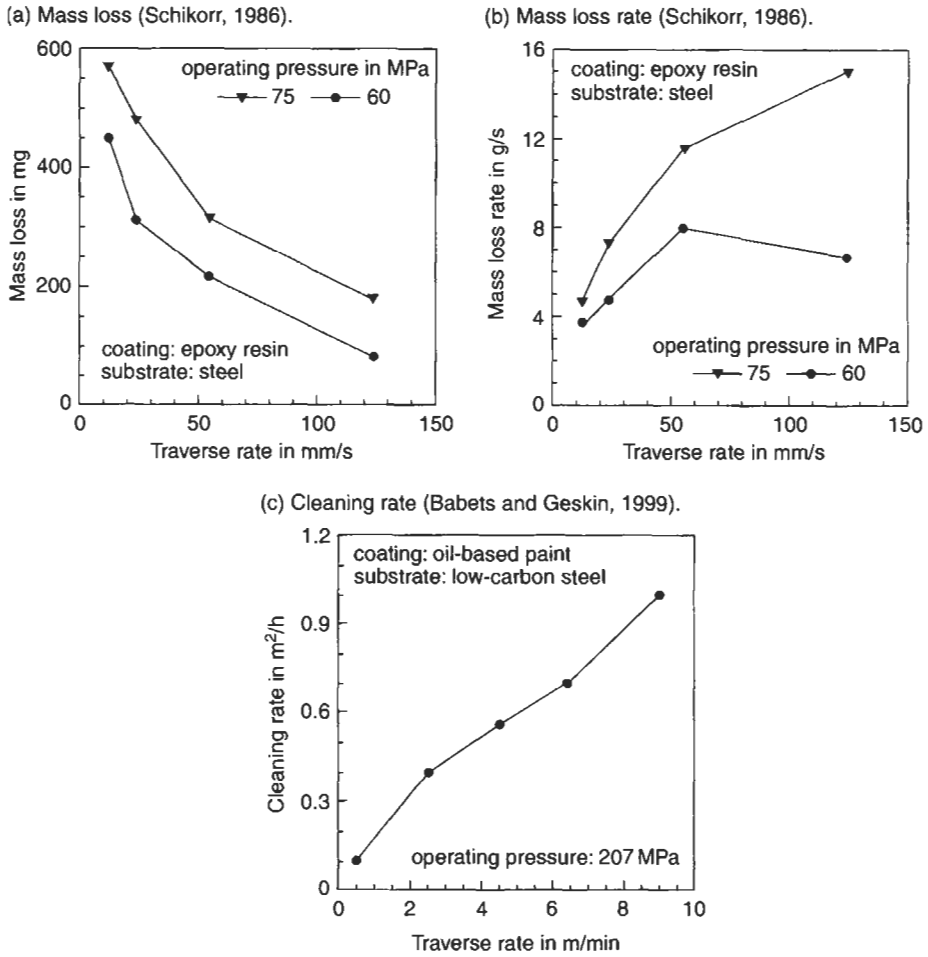 (a) Mass loss (Schikorr, 1986).
600
400
200
0
0 50 100 150
Mass loss in mg
Traverse rate in mm/s
operating pressure in MPa
75 60
coating: epoxy resin
substrate: steel
(b) Mass loss rate (Schikorr, 1986).
16
12
8
4
0
0 50 100 150
Mass loss rate in g/s
Traverse rate in mm/s
coating: epoxy resin
substrate: steel
operating pressure in MPa
75 60
(c) Cleaning rate (Babets and Geskin, 1999).
1.2
0.9
0.6
0.3
0
0 2 4 6 8 10
Cleaning rate in m²/h
Traverse rate in m/min
coating: oil-based paint
substrate: low-carbon steel
operating pressure: 207 MPa